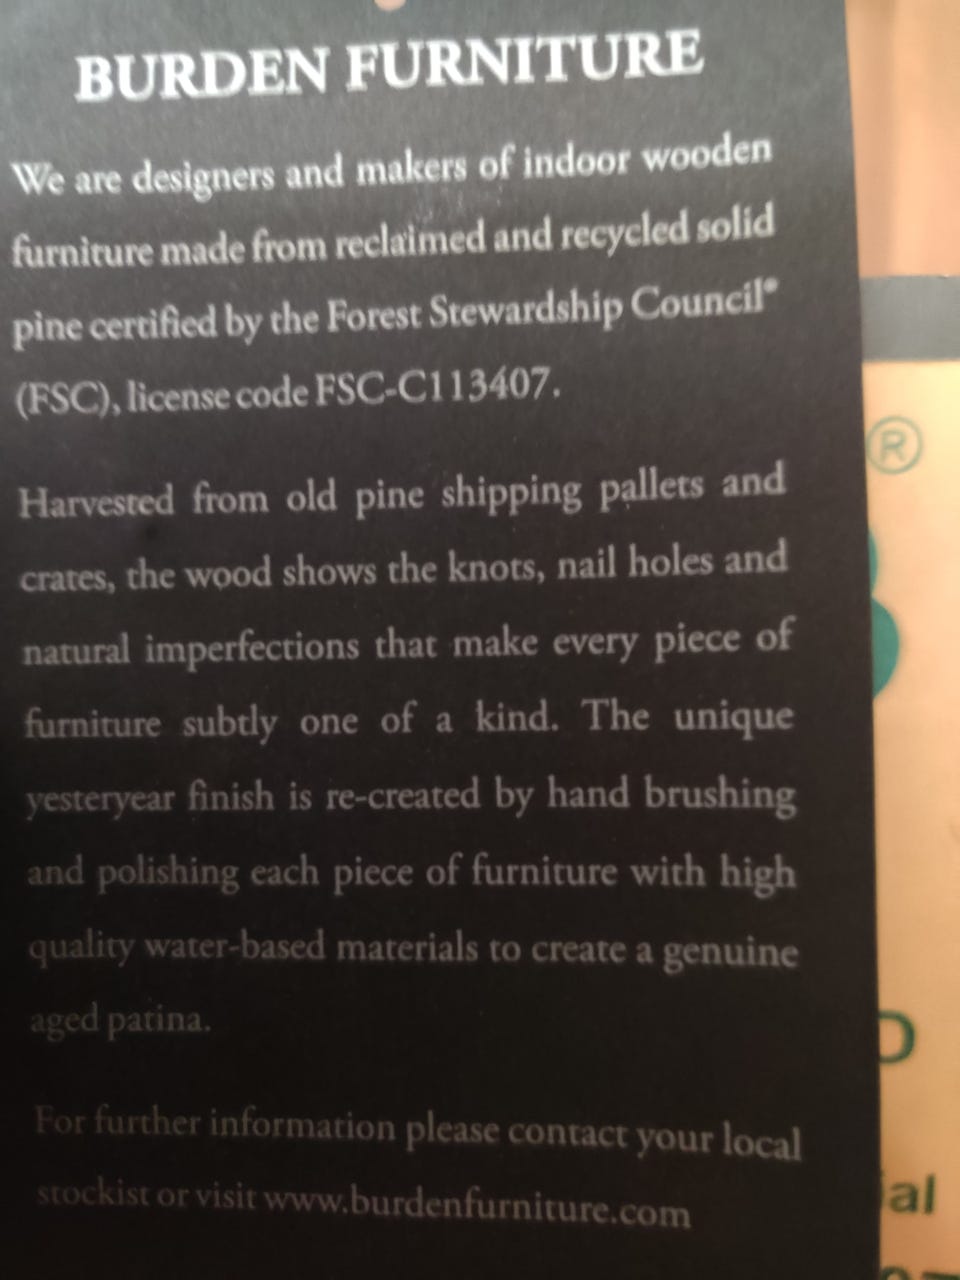 BURDEN FURNITURE
We are designers and makers of indoor wooden
furniture made from reclaimed and recycled solid
pine certified by the Forest Stewardship Council®
(FSC), license code FSC-C113407.
Harvested from old pine shipping pallets and
crates, the wood shows the knots, nail holes and
natural imperfections that make every piece of
furniture subtly one of a kind. The unique
yesteryear finish is re-created by hand brushing
and polishing each piece of furniture with high
quality water-based materials to create a genuine
aged patina.
For further information please contact your local
stockist or visit www.burdenfurniture.com
®
ial